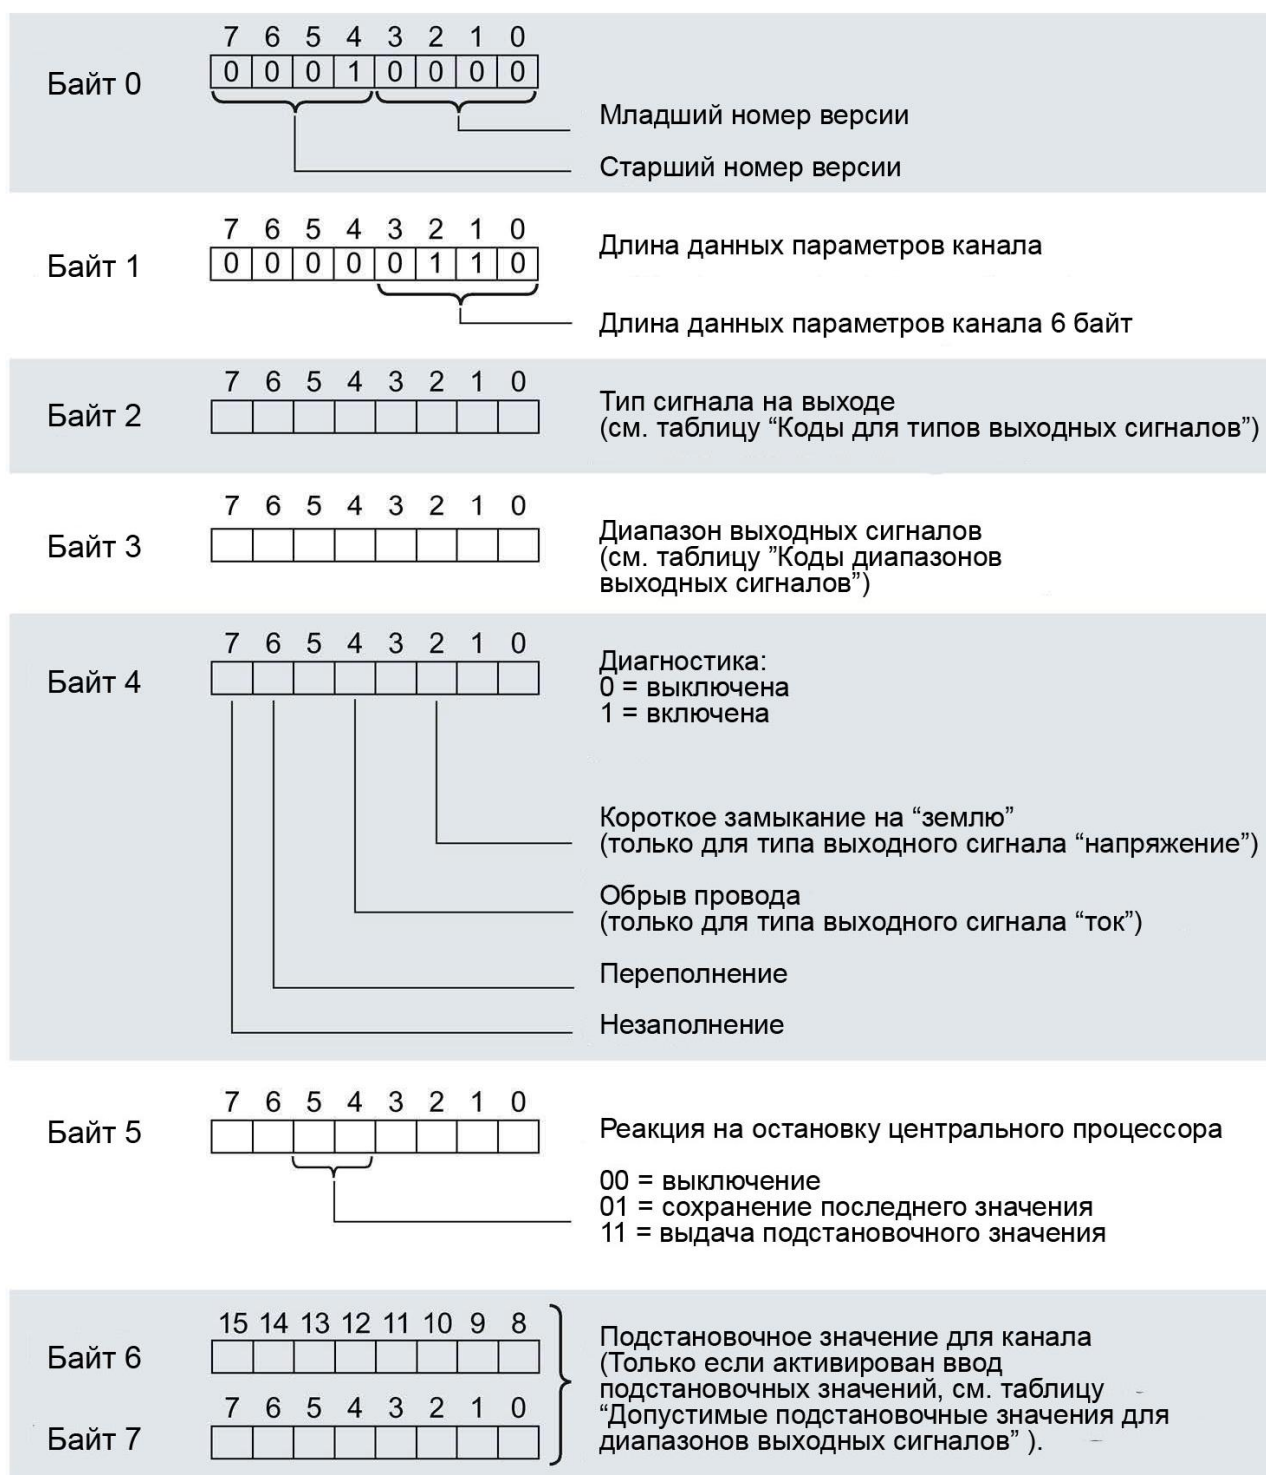 7 6 5 4 3 2 1 0
Байт 0
0 0 0 1 0 0 0 0
Младший номер версии
Старший номер версии
7 6 5 4 3 2 1 0
Байт 1
0 0 0 0 0 1 1 0
Длина данных параметров канала
Длина данных параметров канала 6 байт
7 6 5 4 3 2 1 0
Байт 2
Тип сигнала на выходе
(см. таблицу “Коды для типов выходных сигналов”)
7 6 5 4 3 2 1 0
Байт 3
Диапазон выходных сигналов
(см. таблицу ”Коды диапазонов
выходных сигналов”)
7 6 5 4 3 2 1 0
Байт 4
Диагностика:
0 = выключена
1 = включена
Короткое замыкание на “землю”
(только для типа выходного сигнала “напряжение”)
Обрыв провода
(только для типа выходного сигнала “ток”)
Переполнение
Незаполнение
7 6 5 4 3 2 1 0
Байт 5
Реакция на остановку центрального процессора
00 = выключение
01 = сохранение последнего значения
11 = выдача подстановочного значения
15 14 13 12 11 10 9 8
Байт 6
7 6 5 4 3 2 1 0
Байт 7
Подстановочное значение для канала
(Только если активирован ввод
подстановочных значений, см. таблицу
“Допустимые подстановочные значения для
диапазонов выходных сигналов” ).